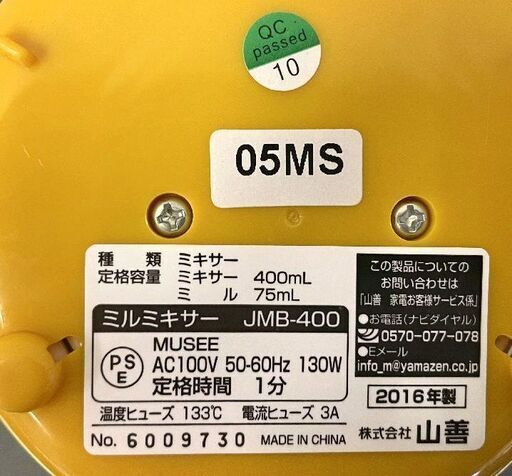 QC
passed
10
05MS
種類 ミキサー
定格容量 ミキサー 400mL
ミル 75mL
ミルミキサー JMB-400
PS
E
MUSEE
AC100V 50-60Hz 130W
定格時間 1分
温度ヒューズ 133℃ 電流ヒューズ 3A
No. 6009730 MADE IN CHINA
この製品についての
お問い合わせは
「山善 家電お客様サービス係」
●お電話(ナビダイヤル)
0570-077-078
●Eメール
info_m@yamazen.co.jp
2016年製
株式会社 山善